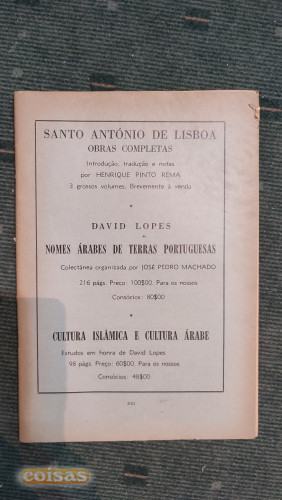 SANTO ANTÓNIO DE LISBOA
OBRAS COMPLETAS
Introdução, tradução e notas
por HENRIQUE PINTO REMA
3 grossos volumes. Brevemente à venda
DAVID LOPES
NOMES ÁRABES DE TERRAS PORTUGUESAS
Colectânea organizada por JOSÉ PEDRO MACHADO
216 págs. Preço: 100$00. Para os nossos
Consócios: 80$00
CULTURA ISLÂMICA E CULTURA ÁRABE
Estudos em honra de David Lopes
98 págs. Preço: 60$00. Para os nossos
Consócios: 48$00
coisas